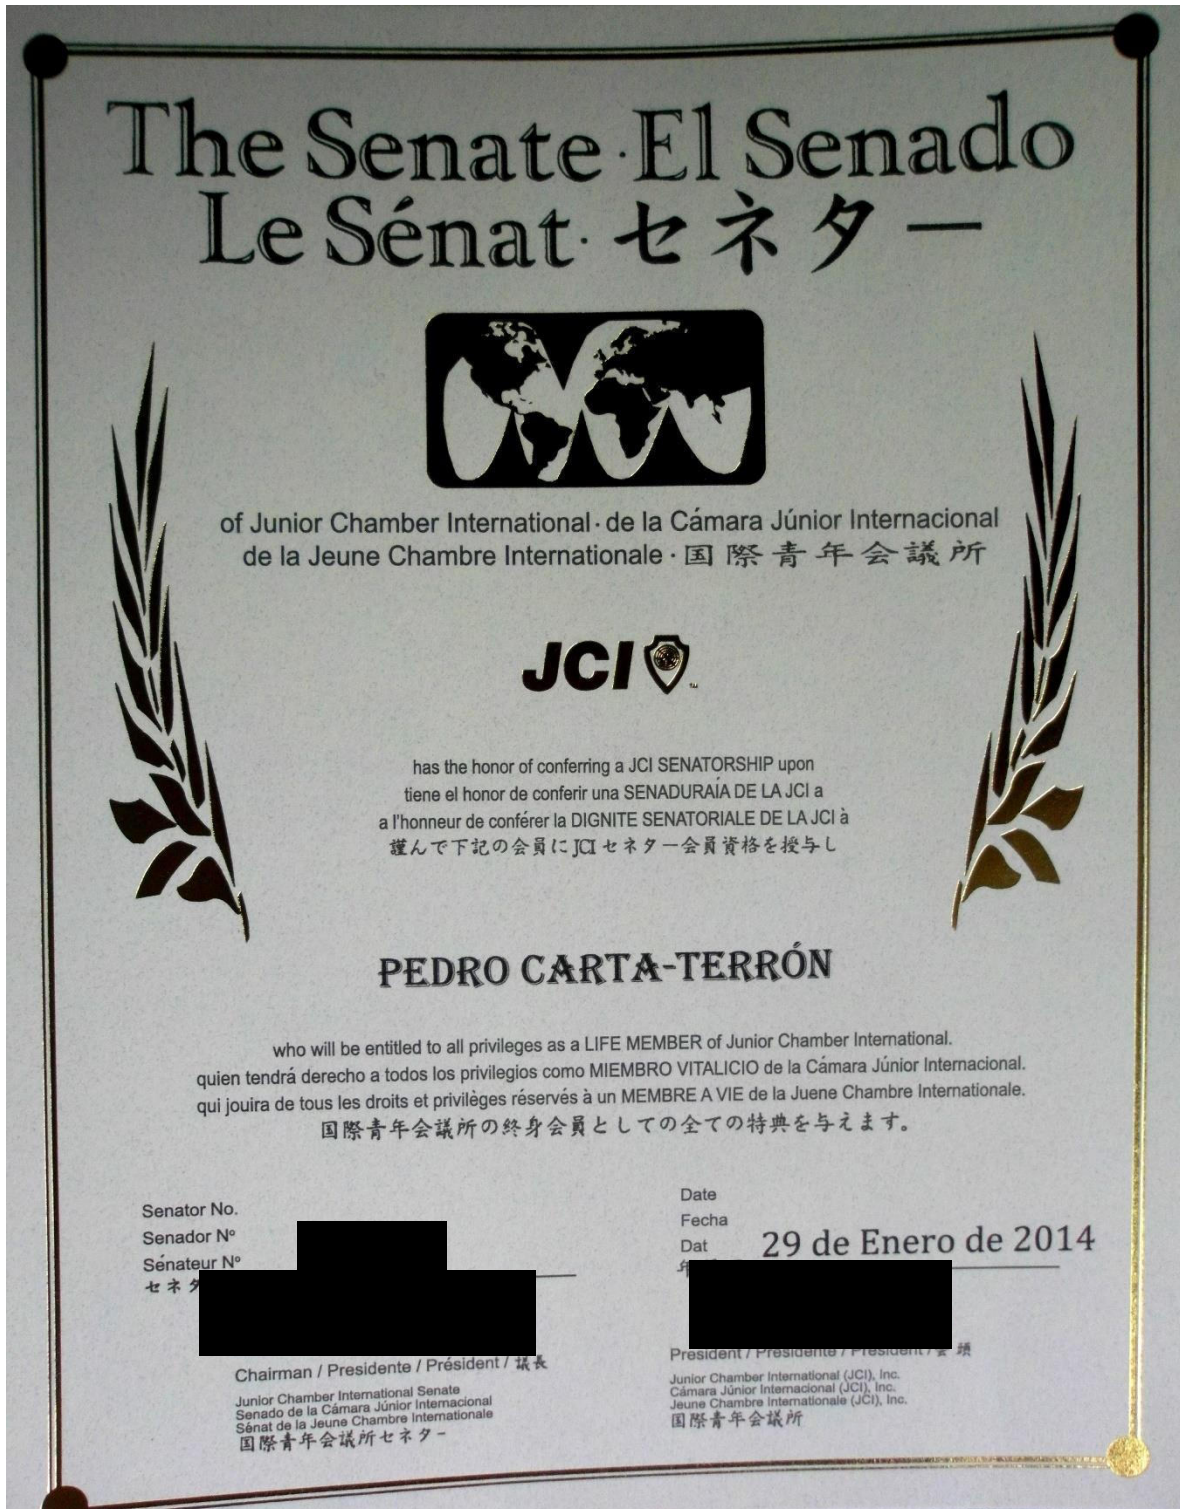 The Senate · El Senado
Le Sénat · セネター
of Junior Chamber International · de la Cámara Júnior Internacional
de la Jeune Chambre Internationale · 国際青年会議所
JCI
has the honor of conferring a JCI SENATORSHIP upon
tiene el honor de conferir una SENADURAÍA DE LA JCI a
a l'honneur de conférer la DIGNITE SENATORIALE DE LA JCI à
謹んで下記の会員にJCIセネター会員資格を授与し
PEDRO CARTA-TERRÓN
who will be entitled to all privileges as a LIFE MEMBER of Junior Chamber International.
quien tendrá derecho a todos los privilegios como MIEMBRO VITALICIO de la Cámara Júnior Internacional.
qui jouira de tous les droits et privilèges réservés à un MEMBRE A VIE de la Juene Chambre Internationale.
国際青年会議所の終身会員としての全ての特典を与えます。
Senator No.
Senador Nº
Sénateur Nº
セネタ
Date
Fecha
Dat
29 de Enero de 2014
年
Chairman / Presidente / Président / 議長
Junior Chamber International Senate
Senado de la Cámara Júnior Internacional
Sénat de la Jeune Chambre Internationale
国際青年会議所セネター
President / Presidente / Président / 会頭
Junior Chamber International (JCI), Inc.
Cámara Júnior Internacional (JCI), Inc.
Jeune Chambre Internationale (JCI), Inc.
国際青年会議所